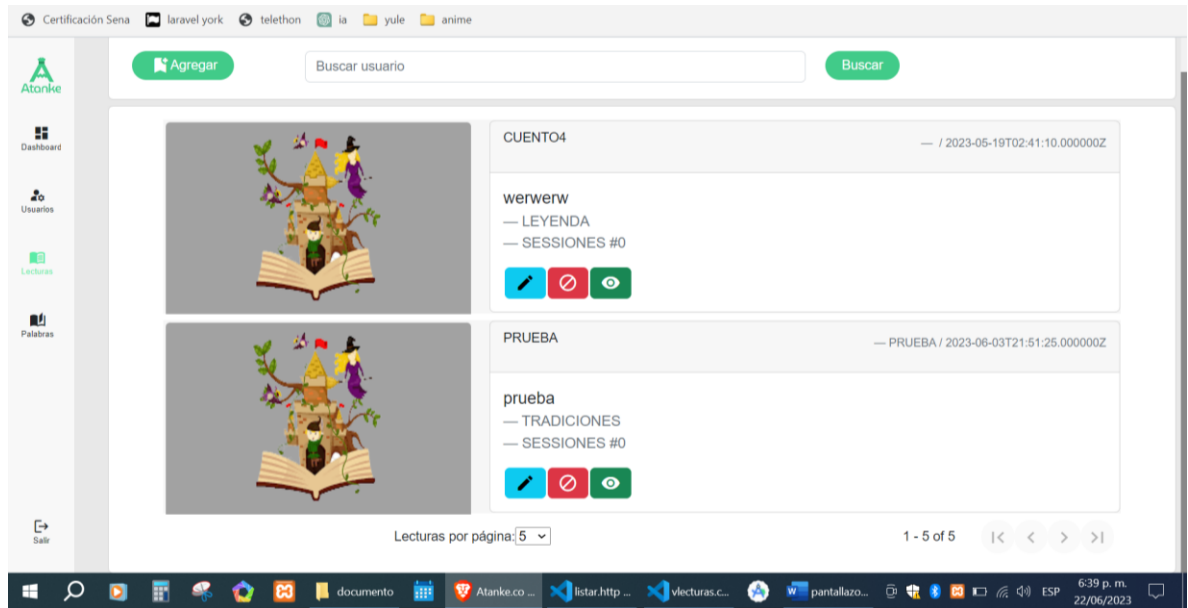 Certificación Sena laravel york telethon ia yule anime
Atanke
Agregar Buscar usuario Buscar
Dashboard
Usuarios
Lecturas
Palabras
Salir
CUENTO4 — / 2023-05-19T02:41:10.000000Z
werwerw
— LEYENDA
— SESSIONES #0
PRUEBA — PRUEBA / 2023-06-03T21:51:25.000000Z
prueba
— TRADICIONES
— SESSIONES #0
Lecturas por página: 5 1 - 5 of 5
documento Atanke.co ... listar.http ... vlecturas.c... pantallazo... ESP 6:39 p. m.
22/06/2023